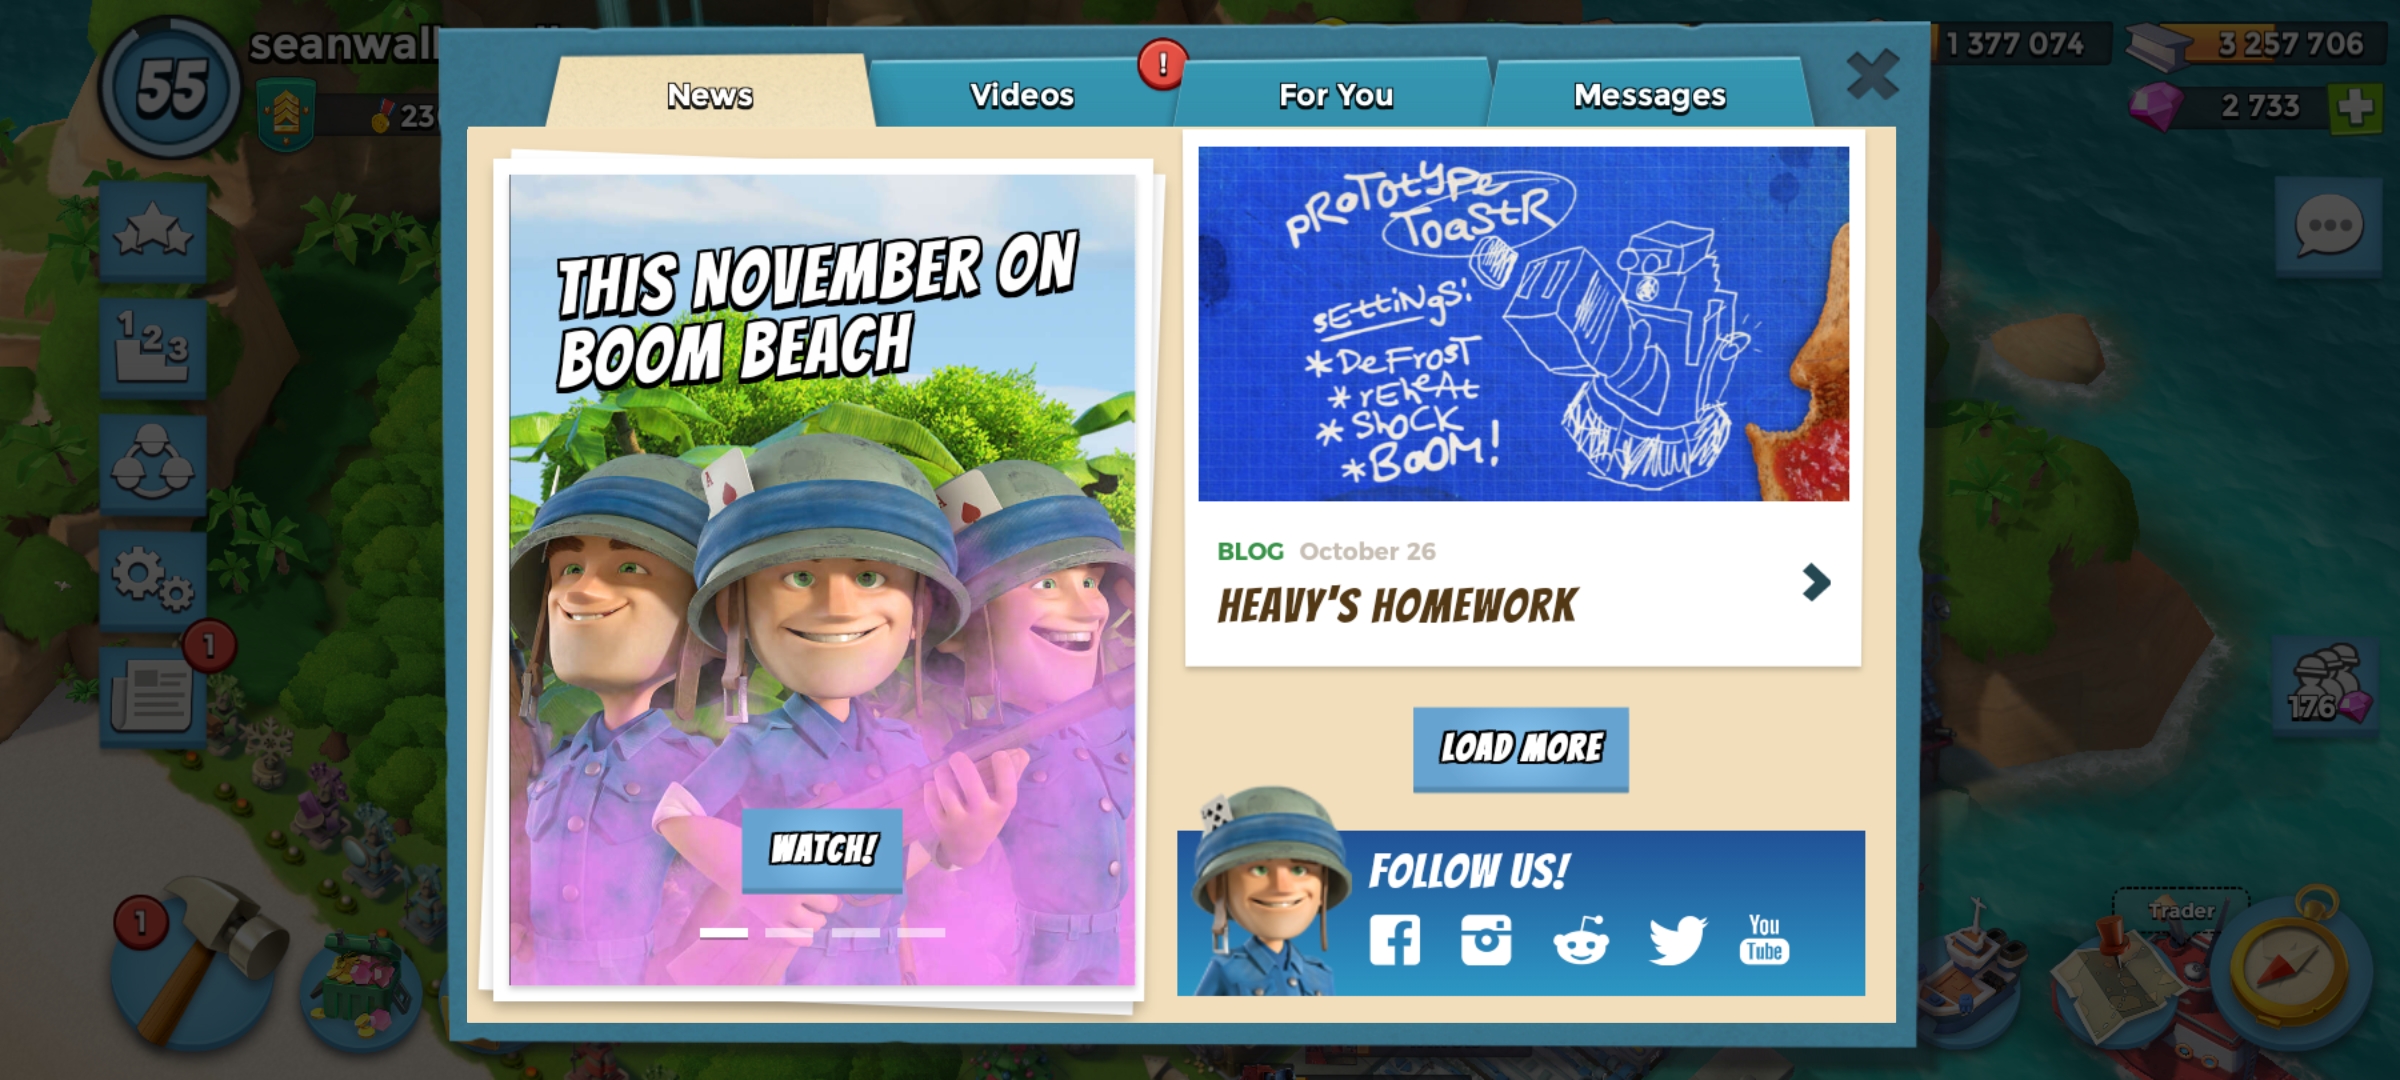 55
News
Videos
!
For You
Messages
1 377 074
3 257 706
2 733
THIS NOVEMBER ON
BOOM BEACH
WATCH!
PROTOTYPE
TOASTR
SETTINGS:
*DEFROST
*REHEAT
*SHOCK
*BOOM!
BLOG October 26
HEAVY'S HOMEWORK
LOAD MORE
FOLLOW US!
You
Tube
123
1
1
176
Trader